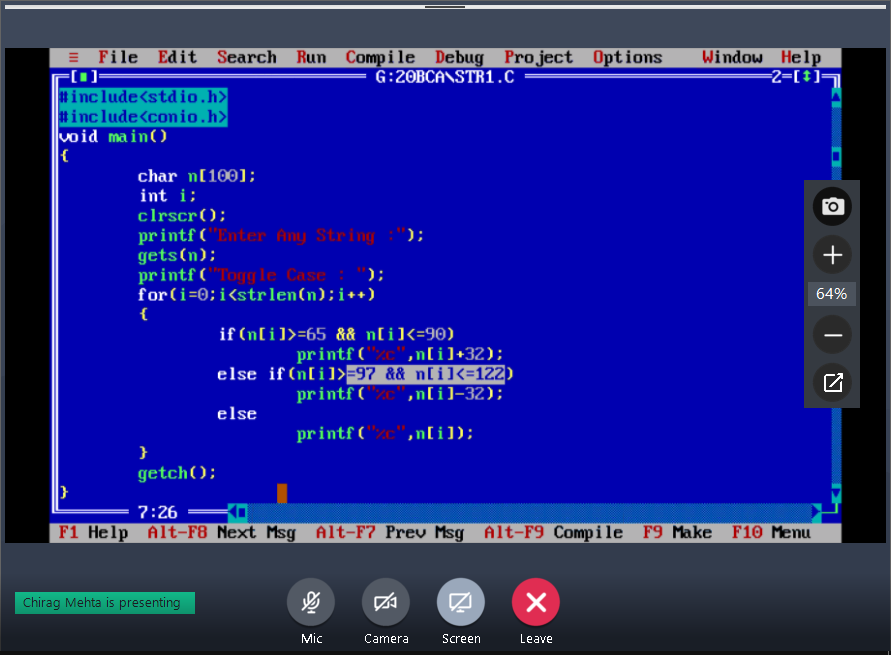 ≡ File Edit Search Run Compile Debug Project Options Window Help
[■] G:20BCA\STR1.C 2=[↕]
#include<stdio.h>
#include<conio.h>
void main()
{
char n[100];
int i;
clrscr();
printf("Enter Any String :");
gets(n);
printf("Toggle Case : ");
for(i=0;i<strlen(n);i++)
{
if(n[i]>=65 && n[i]<=90)
printf("%c",n[i]+32);
else if(n[i]>=97 && n[i]<=122)
printf("%c",n[i]-32);
else
printf("%c",n[i]);
}
getch();
}
7:26
F1 Help Alt-F8 Next Msg Alt-F7 Prev Msg Alt-F9 Compile F9 Make F10 Menu
64%
Chirag Mehta is presenting
Mic Camera Screen Leave